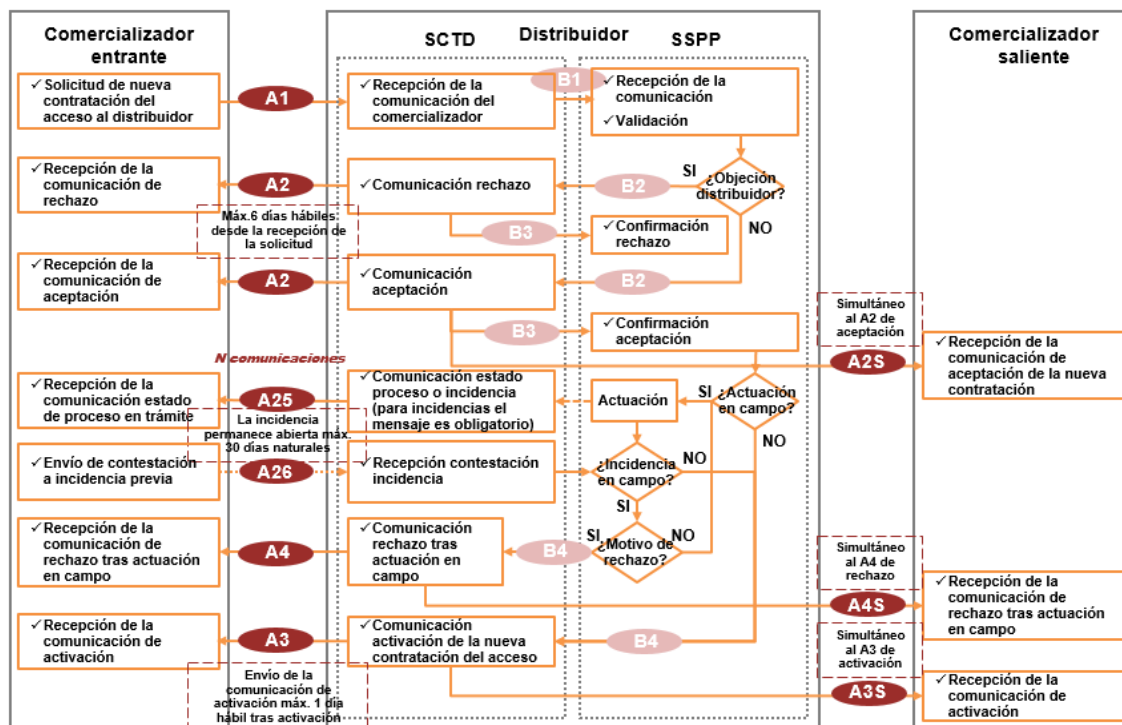 Comercializador
entrante
Distribuidor
SCTD
SSPP
Comercializador
saliente
✓ Solicitud de nueva
contratación del
acceso al distribuidor
A1
✓ Recepción de la
comunicación del
comercializador
B1
✓ Recepción de la
comunicación
✓ Validación
✓ Recepción de la
comunicación de
rechazo
A2
✓ Comunicación rechazo
B2
SI
¿Objeción
distribuidor?
NO
Máx.6 días hábiles
desde la recepción de
la solicitud
B3
✓ Confirmación
rechazo
✓ Recepción de la
comunicación de
aceptación
A2
✓ Comunicación
aceptación
B2
B3
✓ Confirmación
aceptación
Simultáneo
al A2 de
aceptación
A2S
✓ Recepción de la
comunicación de
aceptación de la nueva
contratación
N comunicaciones
✓ Recepción de la
comunicación estado
de proceso en trámite
A25
✓ Comunicación estado
proceso o incidencia
(para incidencias el
mensaje es obligatorio)
Actuación
SI
¿Actuación
en campo?
NO
La incidencia
permanece abierta máx.
30 días naturales
✓ Envío de contestación
a incidencia previa
A26
✓ Recepción contestación
incidencia
¿Incidencia
en campo?
NO
SI
✓ Recepción de la
comunicación de
rechazo tras actuación
en campo
A4
✓ Comunicación
rechazo tras
actuación en
campo
B4
SI
¿Motivo de
rechazo?
NO
Simultáneo
al A4 de
rechazo
A4S
✓ Recepción de la
comunicación de
rechazo tras actuación
en campo
✓ Recepción de la
comunicación de
activación
A3
✓ Comunicación
activación de la nueva
contratación del acceso
B4
Simultáneo
al A3 de
activación
A3S
✓ Recepción de la
comunicación de
activación
Envío de la
comunicación de
activación máx. 1 día
hábil tras activación